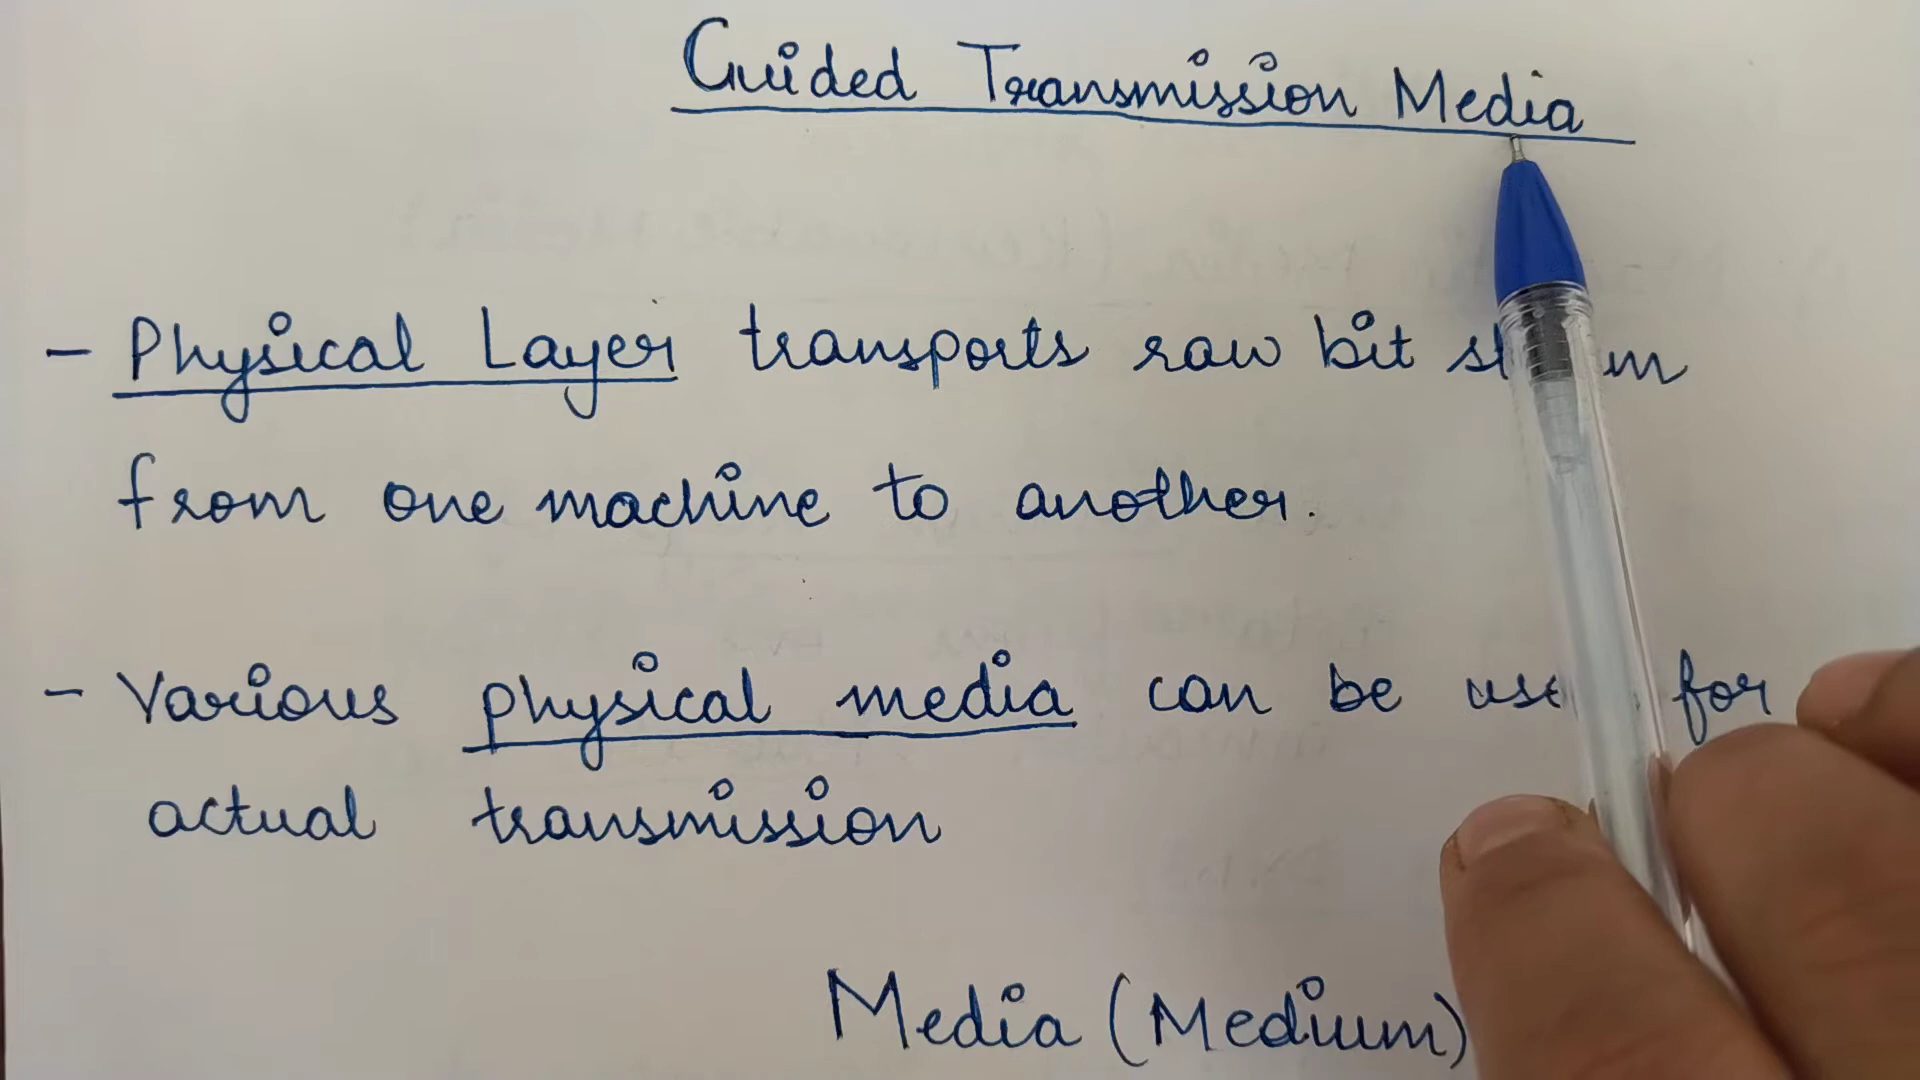 Guided Transmission Media
- Physical Layer transports raw bit
from one machine to another.
- Various physical media can be for
actual transmission
Media (Medium)